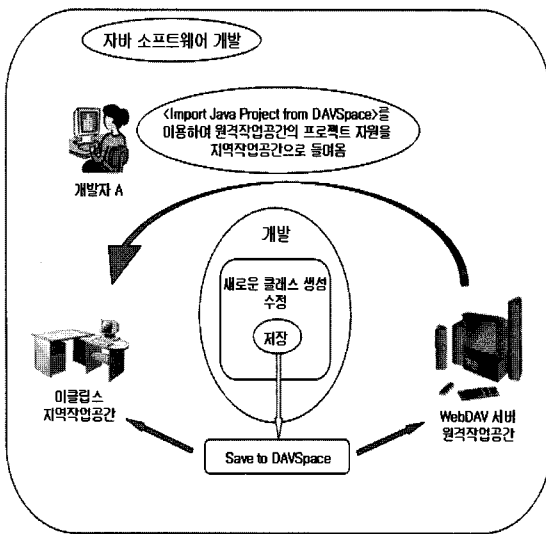 자바 소프트웨어 개발
<Import Java Project from DAVSpace>를
이용하여 원격작업공간의 프로젝트 자원을
지역작업공간으로 들여옴
개발자 A
개발
새로운 클래스 생성
수정
저장
이클립스
지역작업공간
WebDAV 서버
원격작업공간
Save to DAVSpace